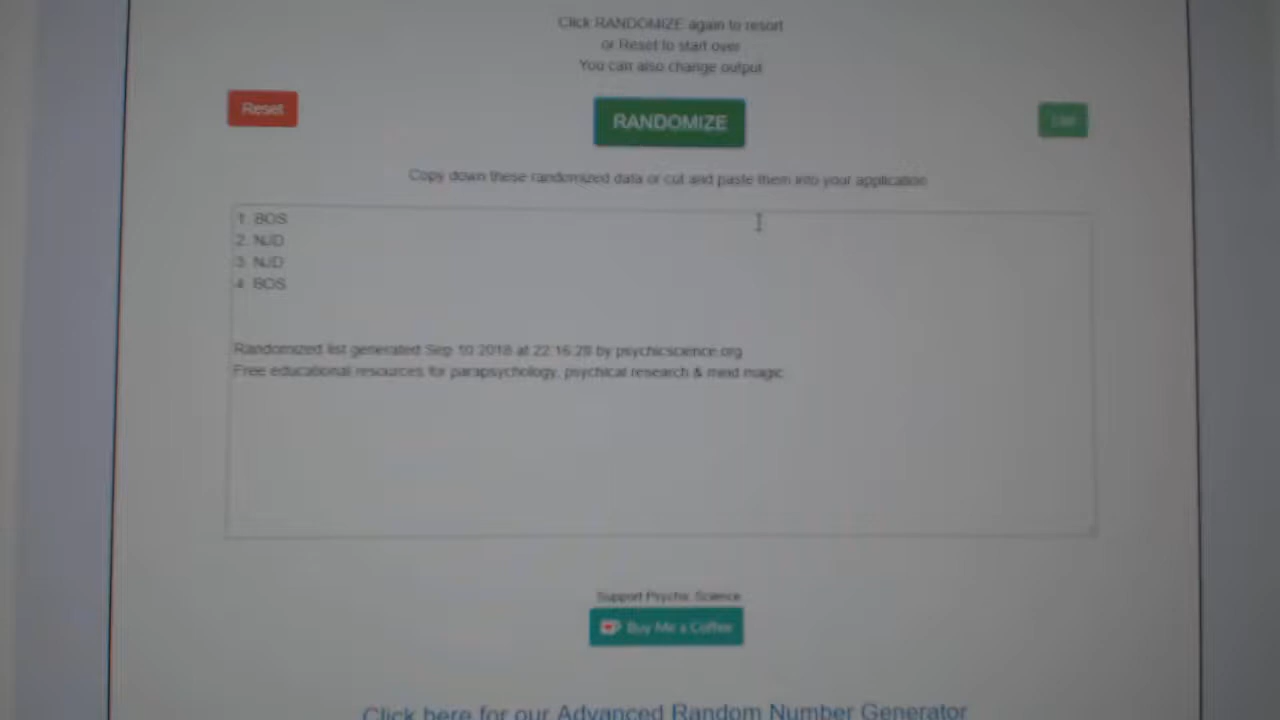 Click RANDOMIZE again to resort
or Reset to start over
You can also change output
Reset
RANDOMIZE
List
Copy down these randomized data or cut and paste them into your application
1. BOS
2. NJD
3. NJD
4. BOS
Randomized list generated Sep 10 2018 at 22:16:28 by psychicscience.org
Free educational resources for parapsychology, psychical research & mind magic
Support Psychic Science
Buy Me a Coffee
Click here for our Advanced Random Number Generator